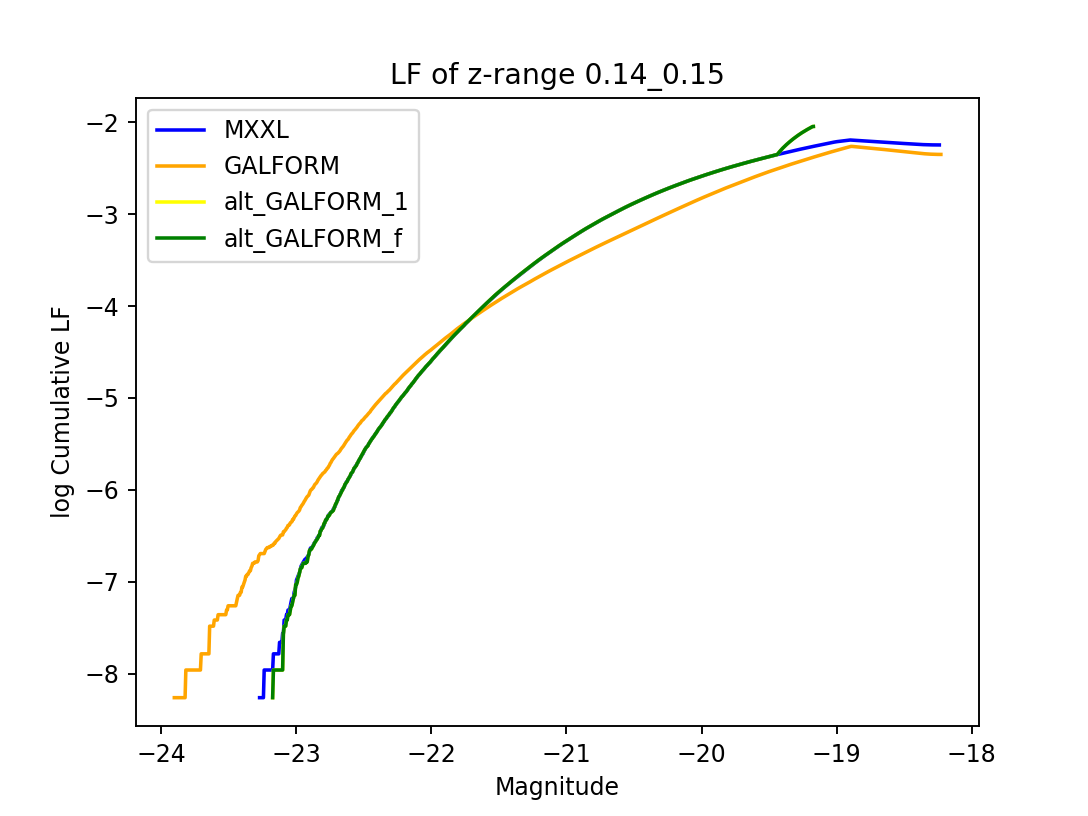 LF of z-range 0.14_0.15
MXXL
GALFORM
alt_GALFORM_1
alt_GALFORM_f
log Cumulative LF
−2
−3
−4
−5
−6
−7
−8
−24
−23
−22
−21
−20
−19
−18
Magnitude